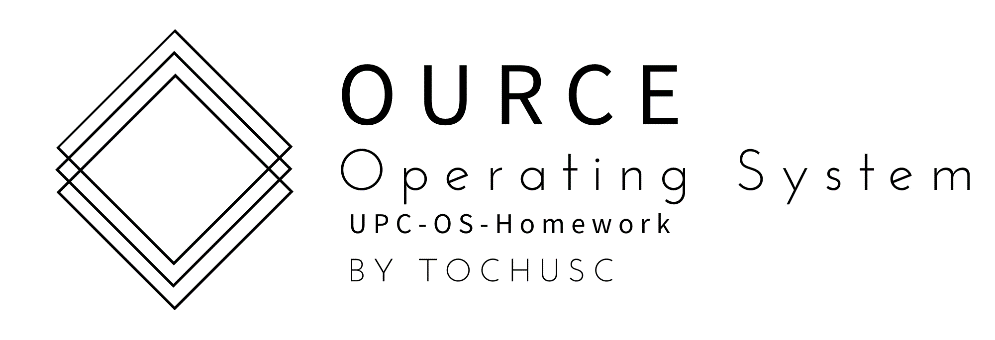 OURCE
Operating System
UPC-OS-Homework
BY TOCHUSC